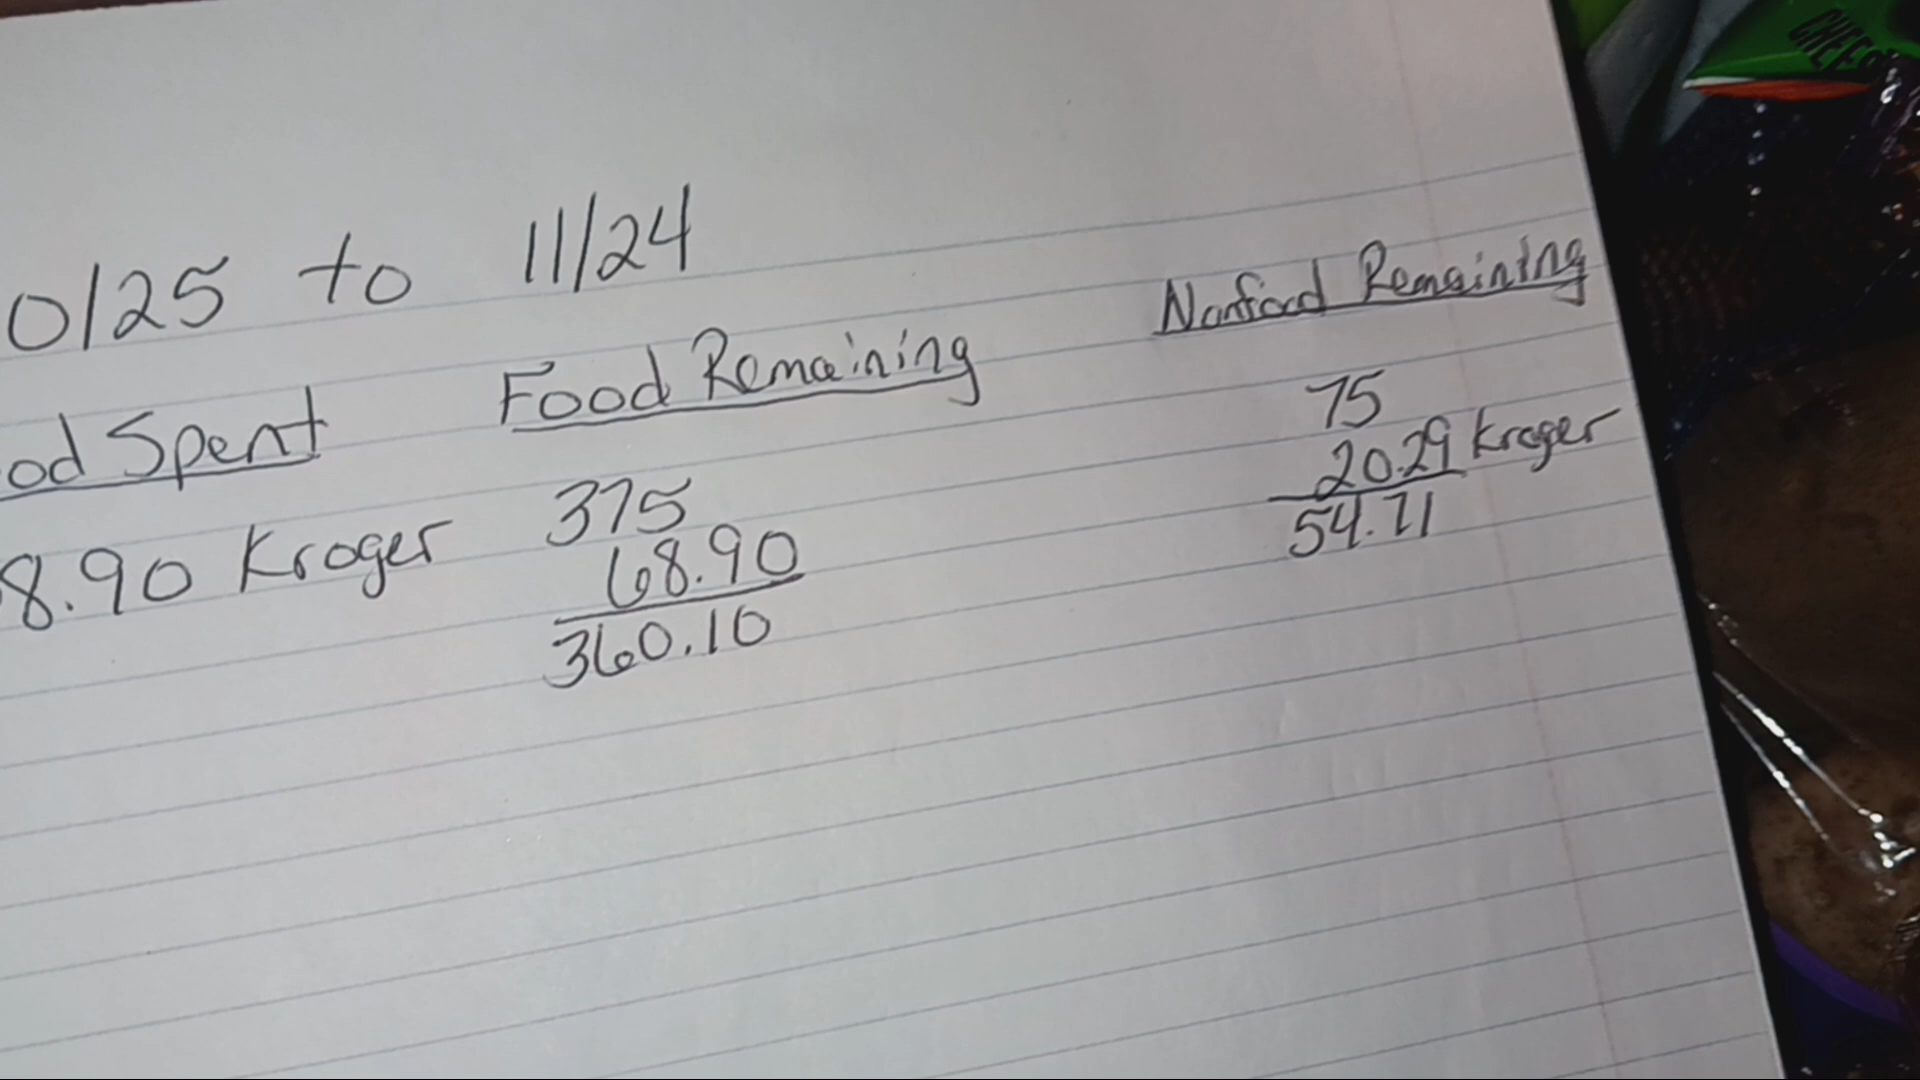 0/25 to 11/24
od Spent Food Remaining Nonfood Remaining
8.90 Kroger 375 75
68.90 20.29 Kroger
360.10 54.71
CHEF